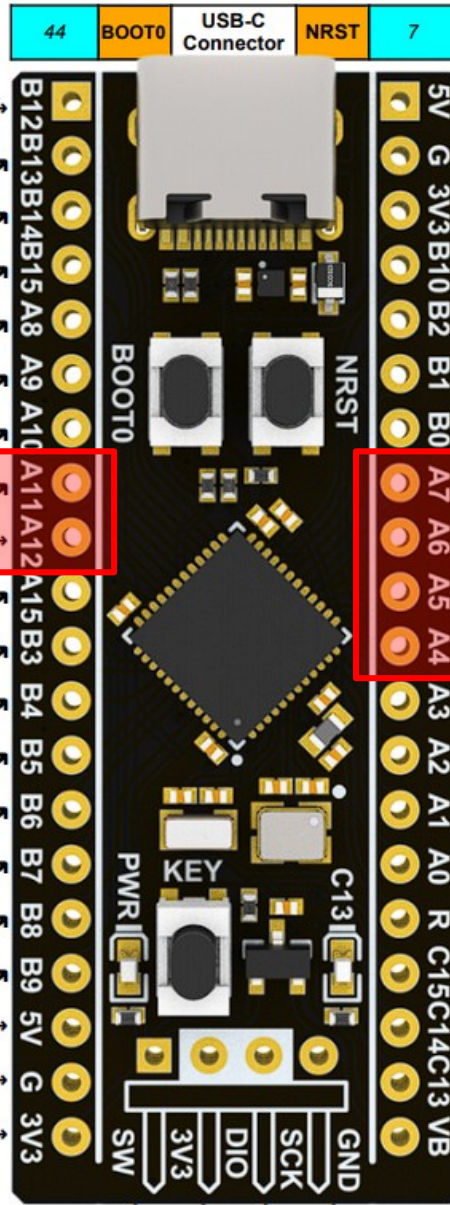 44 BOOT0 USB-C Connector NRST 7
B12
B13
B14
B15
A8
A9
A10
A11
A12
A15
B3
B4
B5
B6
B7
B8
B9
5V
G
3V3
BOOT0
NRST
KEY
PWR
C13
SW
3V3
DIO
SCK
GND
5V
G
3V3
B10
B2
B1
B0
A7
A6
A5
A4
A3
A2
A1
A0
R
C15
C14
C13
VB